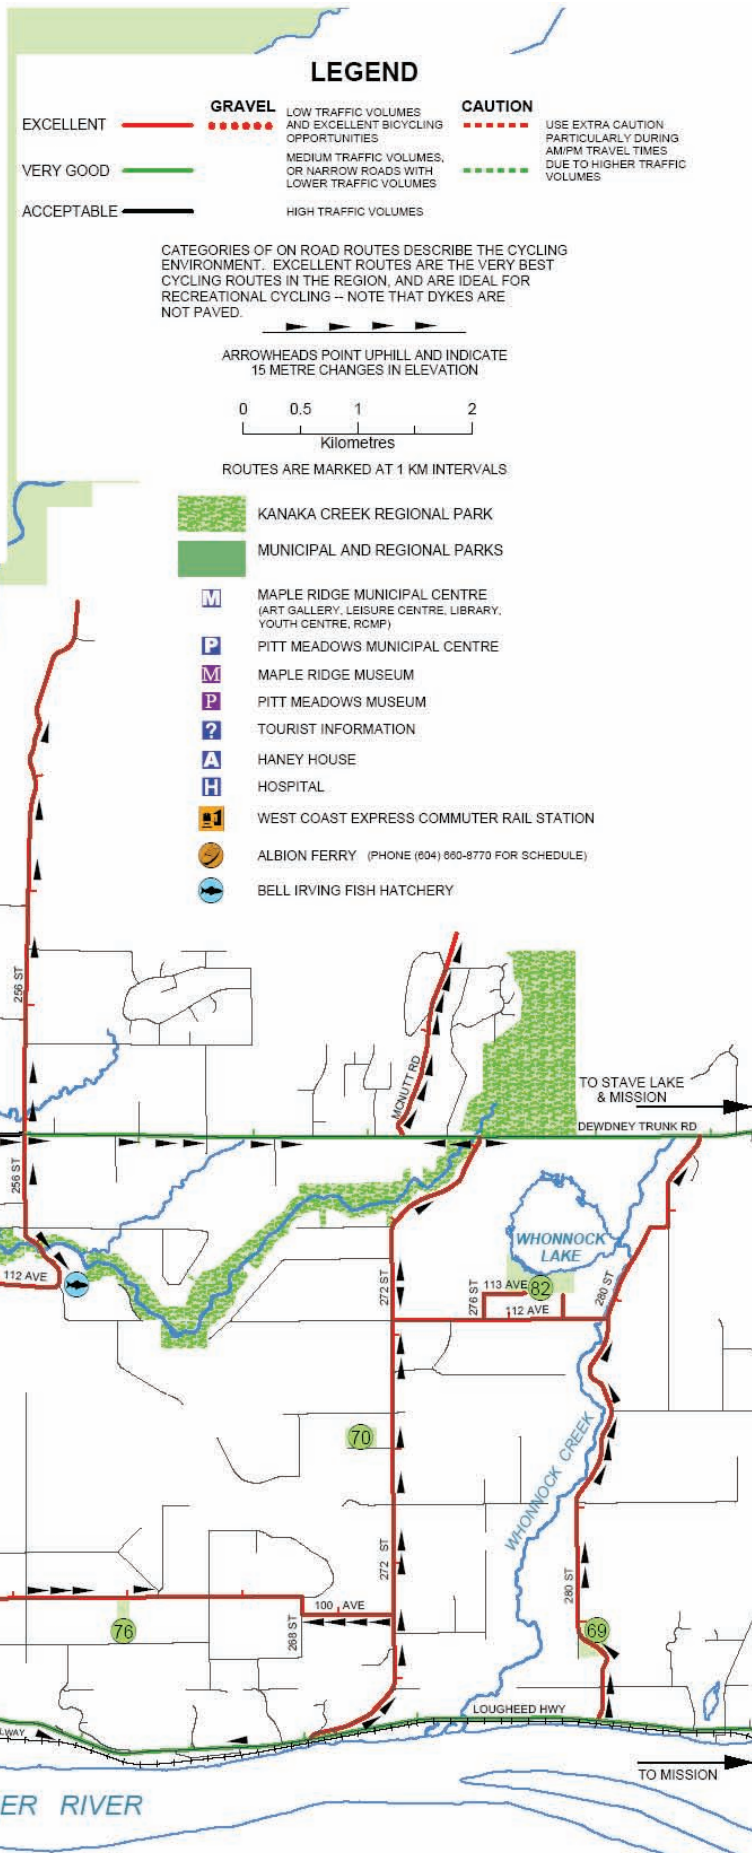 LEGEND
EXCELLENT
GRAVEL
LOW TRAFFIC VOLUMES
AND EXCELLENT BICYCLING
OPPORTUNITIES
CAUTION
USE EXTRA CAUTION
PARTICULARLY DURING
AM/PM TRAVEL TIMES
DUE TO HIGHER TRAFFIC
VOLUMES
VERY GOOD
MEDIUM TRAFFIC VOLUMES,
OR NARROW ROADS WITH
LOWER TRAFFIC VOLUMES
ACCEPTABLE
HIGH TRAFFIC VOLUMES
CATEGORIES OF ON ROAD ROUTES DESCRIBE THE CYCLING
ENVIRONMENT. EXCELLENT ROUTES ARE THE VERY BEST
CYCLING ROUTES IN THE REGION, AND ARE IDEAL FOR
RECREATIONAL CYCLING -- NOTE THAT DYKES ARE
NOT PAVED.
ARROWHEADS POINT UPHILL AND INDICATE
15 METRE CHANGES IN ELEVATION
0 0.5 1 2
Kilometres
ROUTES ARE MARKED AT 1 KM INTERVALS
KANAKA CREEK REGIONAL PARK
MUNICIPAL AND REGIONAL PARKS
M MAPLE RIDGE MUNICIPAL CENTRE
(ART GALLERY, LEISURE CENTRE, LIBRARY,
YOUTH CENTRE, RCMP)
P PITT MEADOWS MUNICIPAL CENTRE
M MAPLE RIDGE MUSEUM
P PITT MEADOWS MUSEUM
? TOURIST INFORMATION
A HANEY HOUSE
H HOSPITAL
WEST COAST EXPRESS COMMUTER RAIL STATION
ALBION FERRY (PHONE (604) 660-8770 FOR SCHEDULE)
BELL IRVING FISH HATCHERY
256 ST
MCNUTT RD
TO STAVE LAKE
& MISSION
DEWDNEY TRUNK RD
256 ST
WHONNOCK
LAKE
112 AVE
272 ST
276 ST
113 AVE
82
280 ST
112 AVE
70
WHONNOCK CREEK
272 ST
280 ST
100 AVE
268 ST
76
69
LOUGHEED HWY
LWAY
TO MISSION
ER RIVER